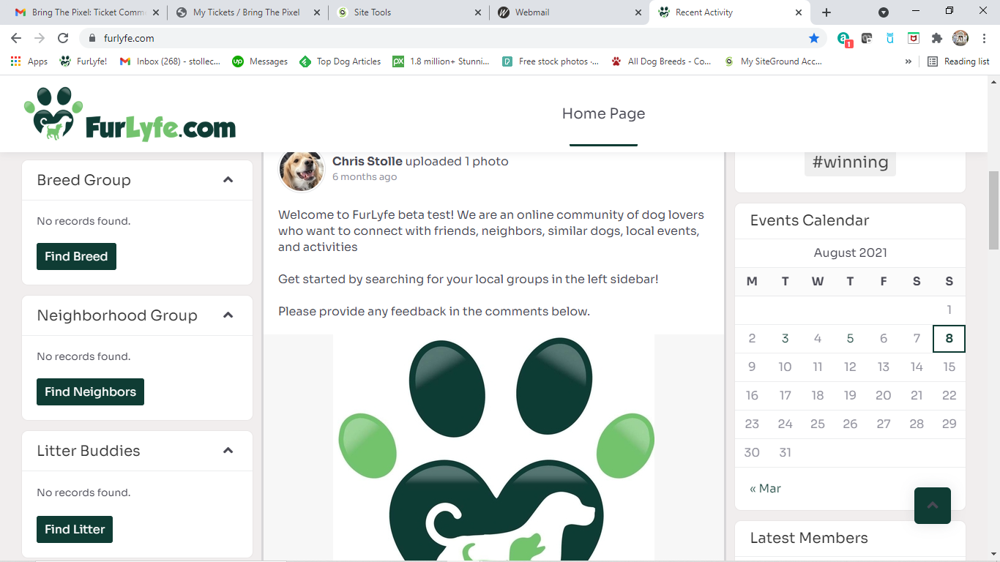 Bring The Pixel: Ticket Comm
My Tickets / Bring The Pixel
Site Tools
Webmail
Recent Activity
furlyfe.com
1
Apps
FurLyfe!
Inbox (268) - stollec...
up
Messages
Top Dog Articles
px
1.8 million+ Stunni...
Free stock photos ·...
All Dog Breeds - Co...
My SiteGround Acc...
»
Reading list
FurLyfe.com
Home Page
Breed Group
No records found.
Find Breed
Neighborhood Group
No records found.
Find Neighbors
Litter Buddies
No records found.
Find Litter
Chris Stolle uploaded 1 photo
6 months ago
Welcome to FurLyfe beta test! We are an online community of dog lovers
who want to connect with friends, neighbors, similar dogs, local events,
and activities
Get started by searching for your local groups in the left sidebar!
Please provide any feedback in the comments below.
#winning
Events Calendar
August 2021
M T W T F S S
1
2 3 4 5 6 7 8
9 10 11 12 13 14 15
16 17 18 19 20 21 22
23 24 25 26 27 28 29
30 31
« Mar
Latest Members